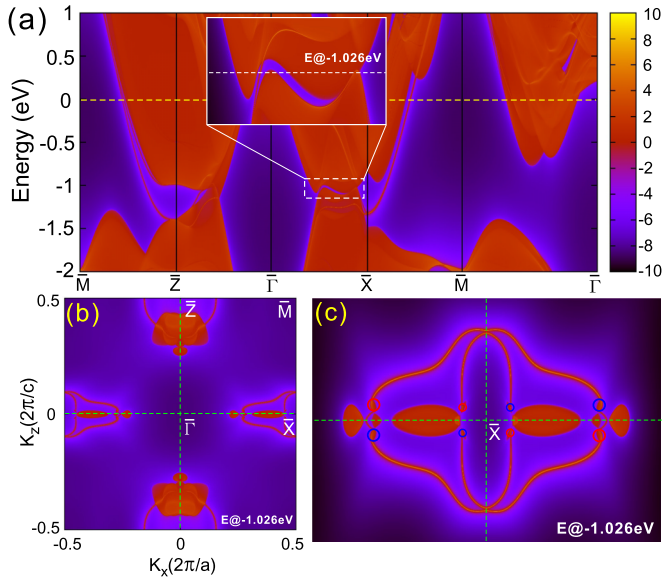 (a)
Energy (eV)
1
0.5
0
-0.5
-1
-1.5
-2
E@-1.026eV
M̅ Z̅ Γ̅ X̅ M̅ Γ̅
10
8
6
4
2
0
-2
-4
-6
-8
-10
(b)
K_z(2π/c)
0.5
0
-0.5
Z̅ M̅
Γ̅ X̅
E@-1.026eV
-0.5 0 0.5
K_x(2π/a)
(c)
X̅
E@-1.026eV